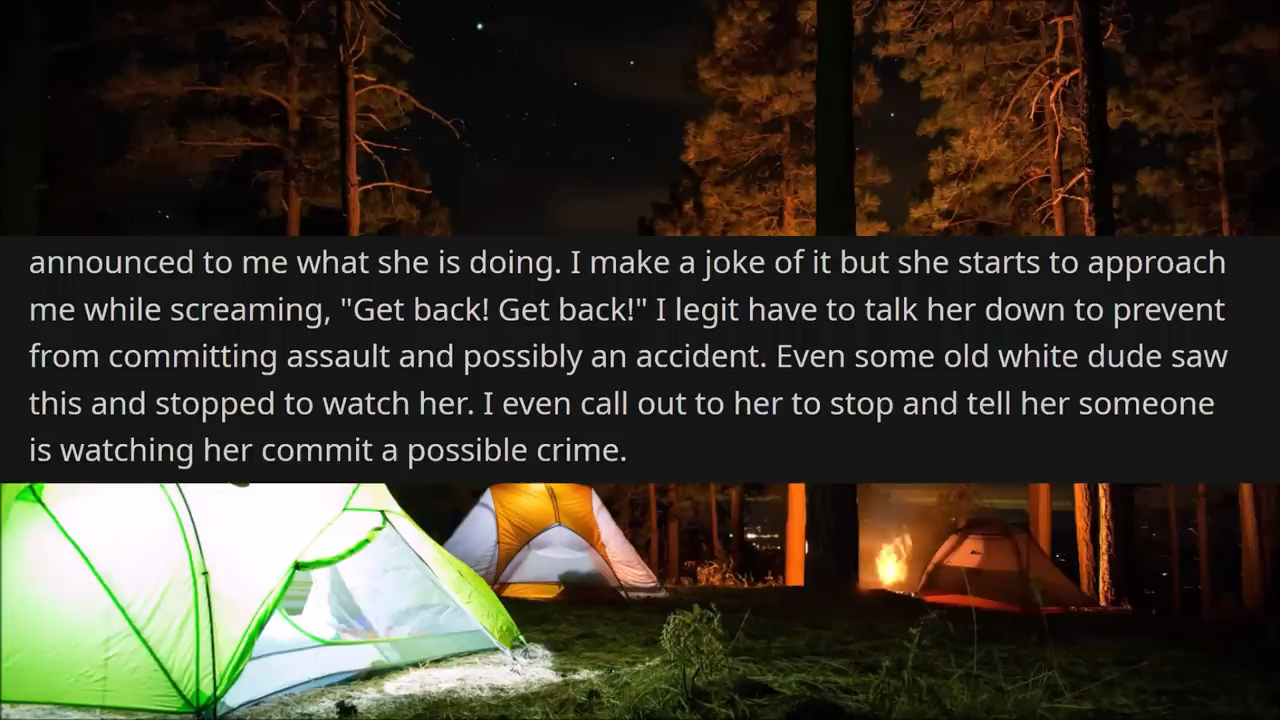 announced to me what she is doing. I make a joke of it but she starts to approach
me while screaming, "Get back! Get back!" I legit have to talk her down to prevent
from committing assault and possibly an accident. Even some old white dude saw
this and stopped to watch her. I even call out to her to stop and tell her someone
is watching her commit a possible crime.